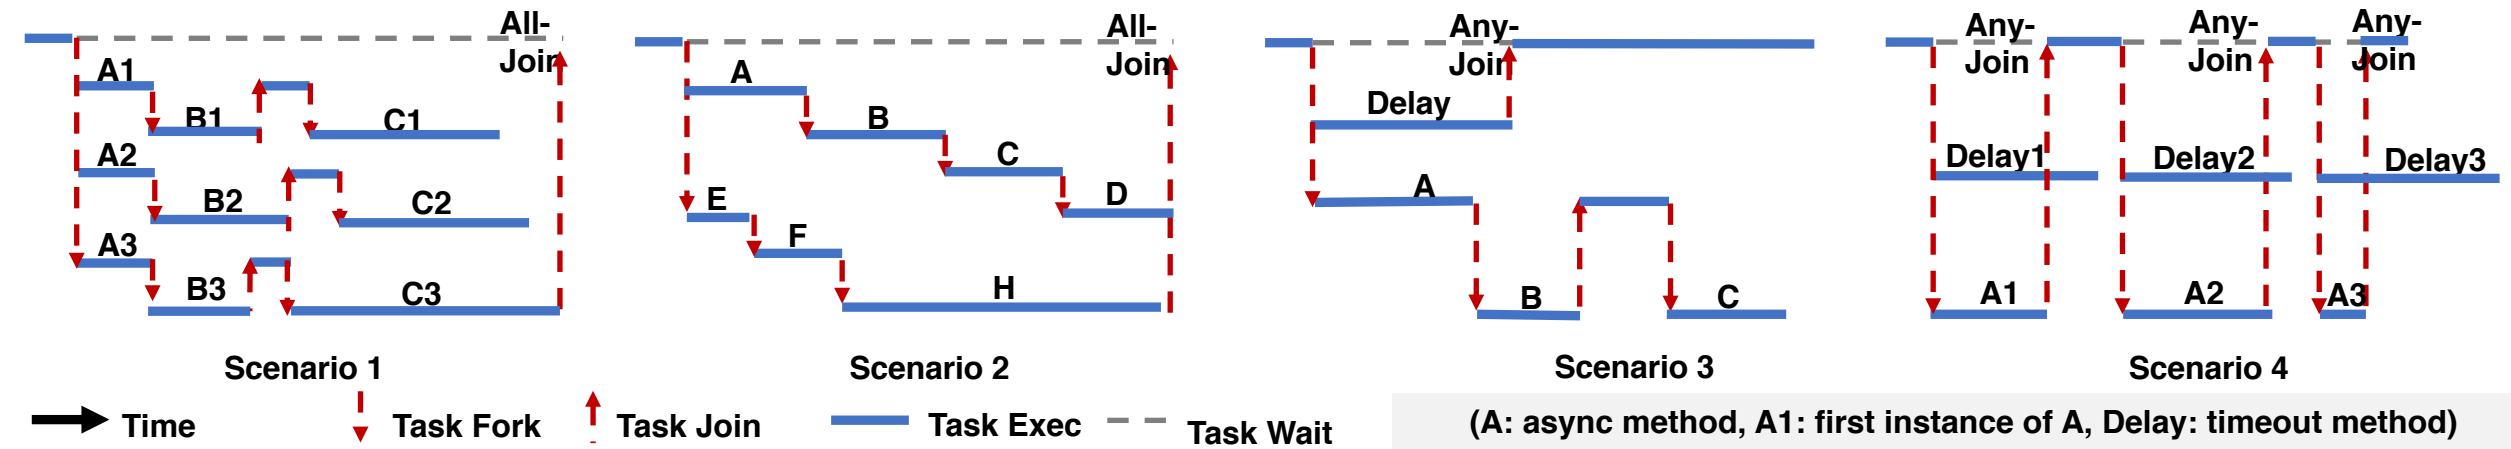 All-
Join
A1
B1
C1
A2
B2
C2
A3
B3
C3
Scenario 1
All-
Join
A
B
C
D
E
F
H
Scenario 2
Any-
Join
Delay
A
B
C
Scenario 3
Any-
Join
Any-
Join
Any-
Join
Delay1
Delay2
Delay3
A1
A2
A3
Scenario 4
Time
Task Fork
Task Join
Task Exec
Task Wait
(A: async method, A1: first instance of A, Delay: timeout method)